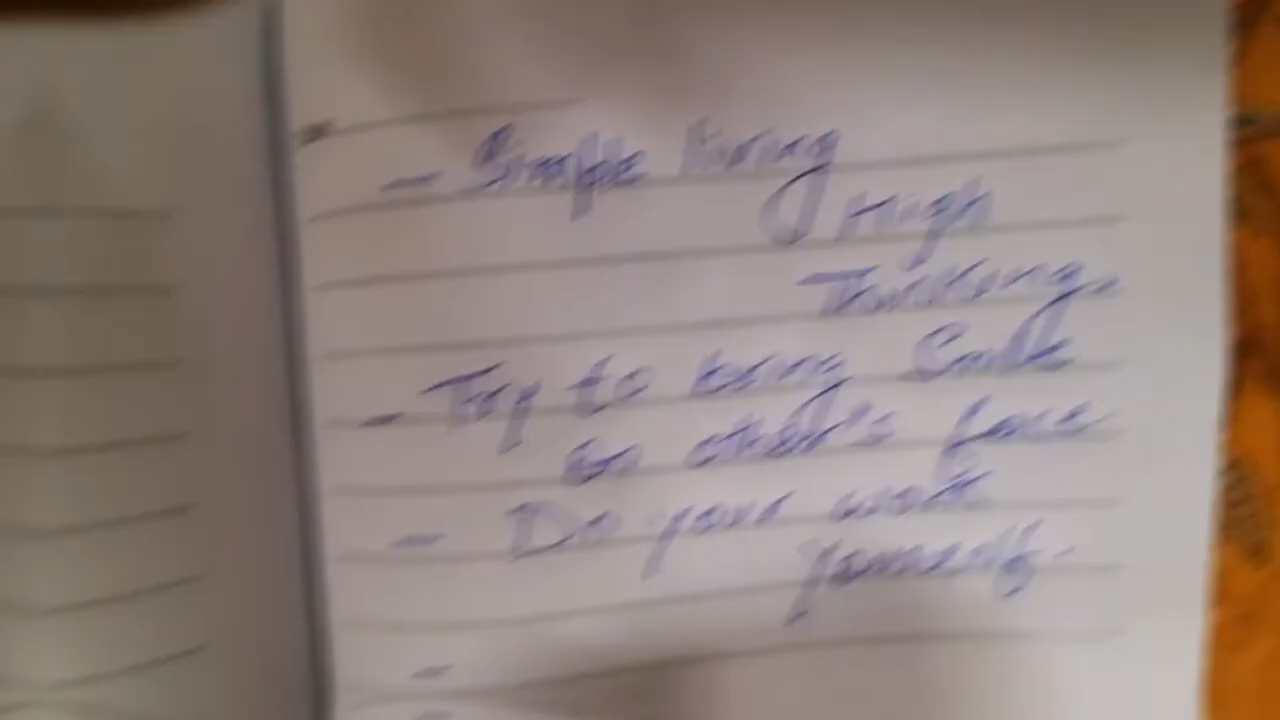 - Simple living
High
Thinking.
- Try to bring Smile
on other's face
- Do your work
yourself.
-